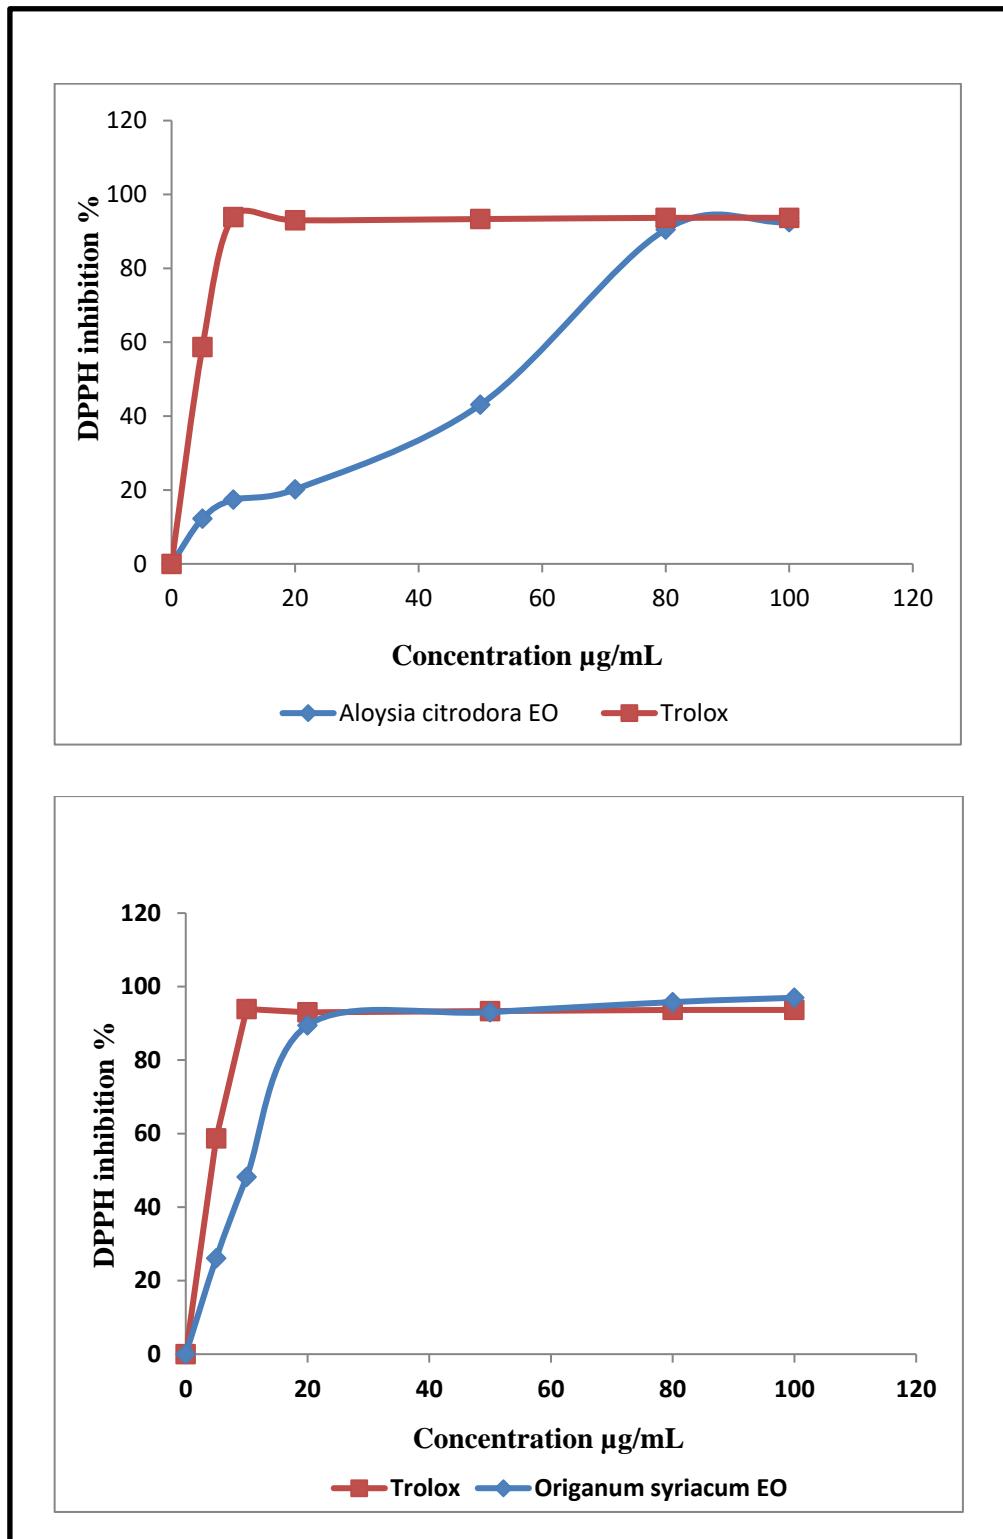 120
100
80
60
40
20
0
DPPH inhibition %
0 20 40 60 80 100 120
Concentration µg/mL
Aloysia citrodora EO Trolox
120
100
80
60
40
20
0
DPPH inhibition %
0 20 40 60 80 100 120
Concentration µg/mL
Trolox Origanum syriacum EO